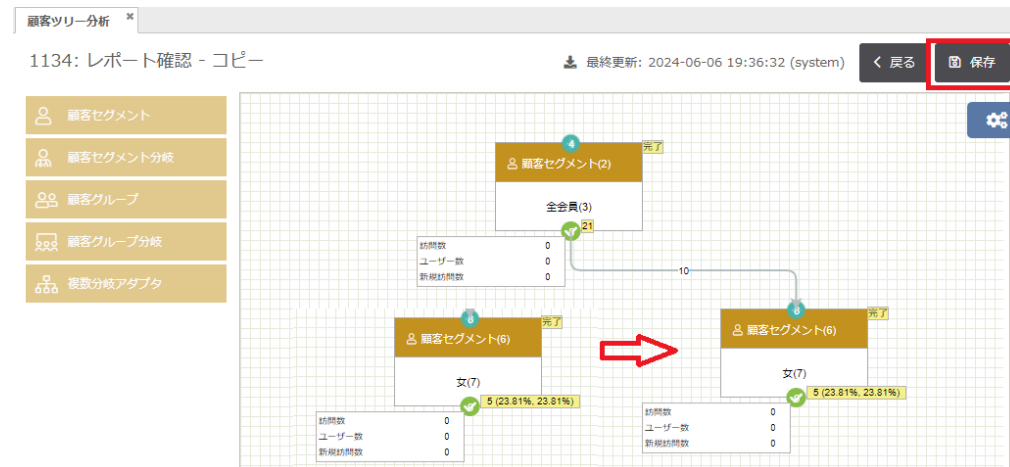 顧客ツリー分析 ×
1134: レポート確認 - コピー
最終更新: 2024-06-06 19:36:32 (system)
戻る
保存
顧客セグメント
顧客セグメント分岐
顧客グループ
顧客グループ分岐
複数分岐アダプタ
4
完了
顧客セグメント(2)
全会員(3)
21
訪問数 0
ユーザー数 0
新規訪問数 0
10
6
完了
顧客セグメント(6)
女(7)
5 (23.81%, 23.81%)
訪問数 0
ユーザー数 0
新規訪問数 0
6
完了
顧客セグメント(6)
女(7)
5 (23.81%, 23.81%)
訪問数 0
ユーザー数 0
新規訪問数 0